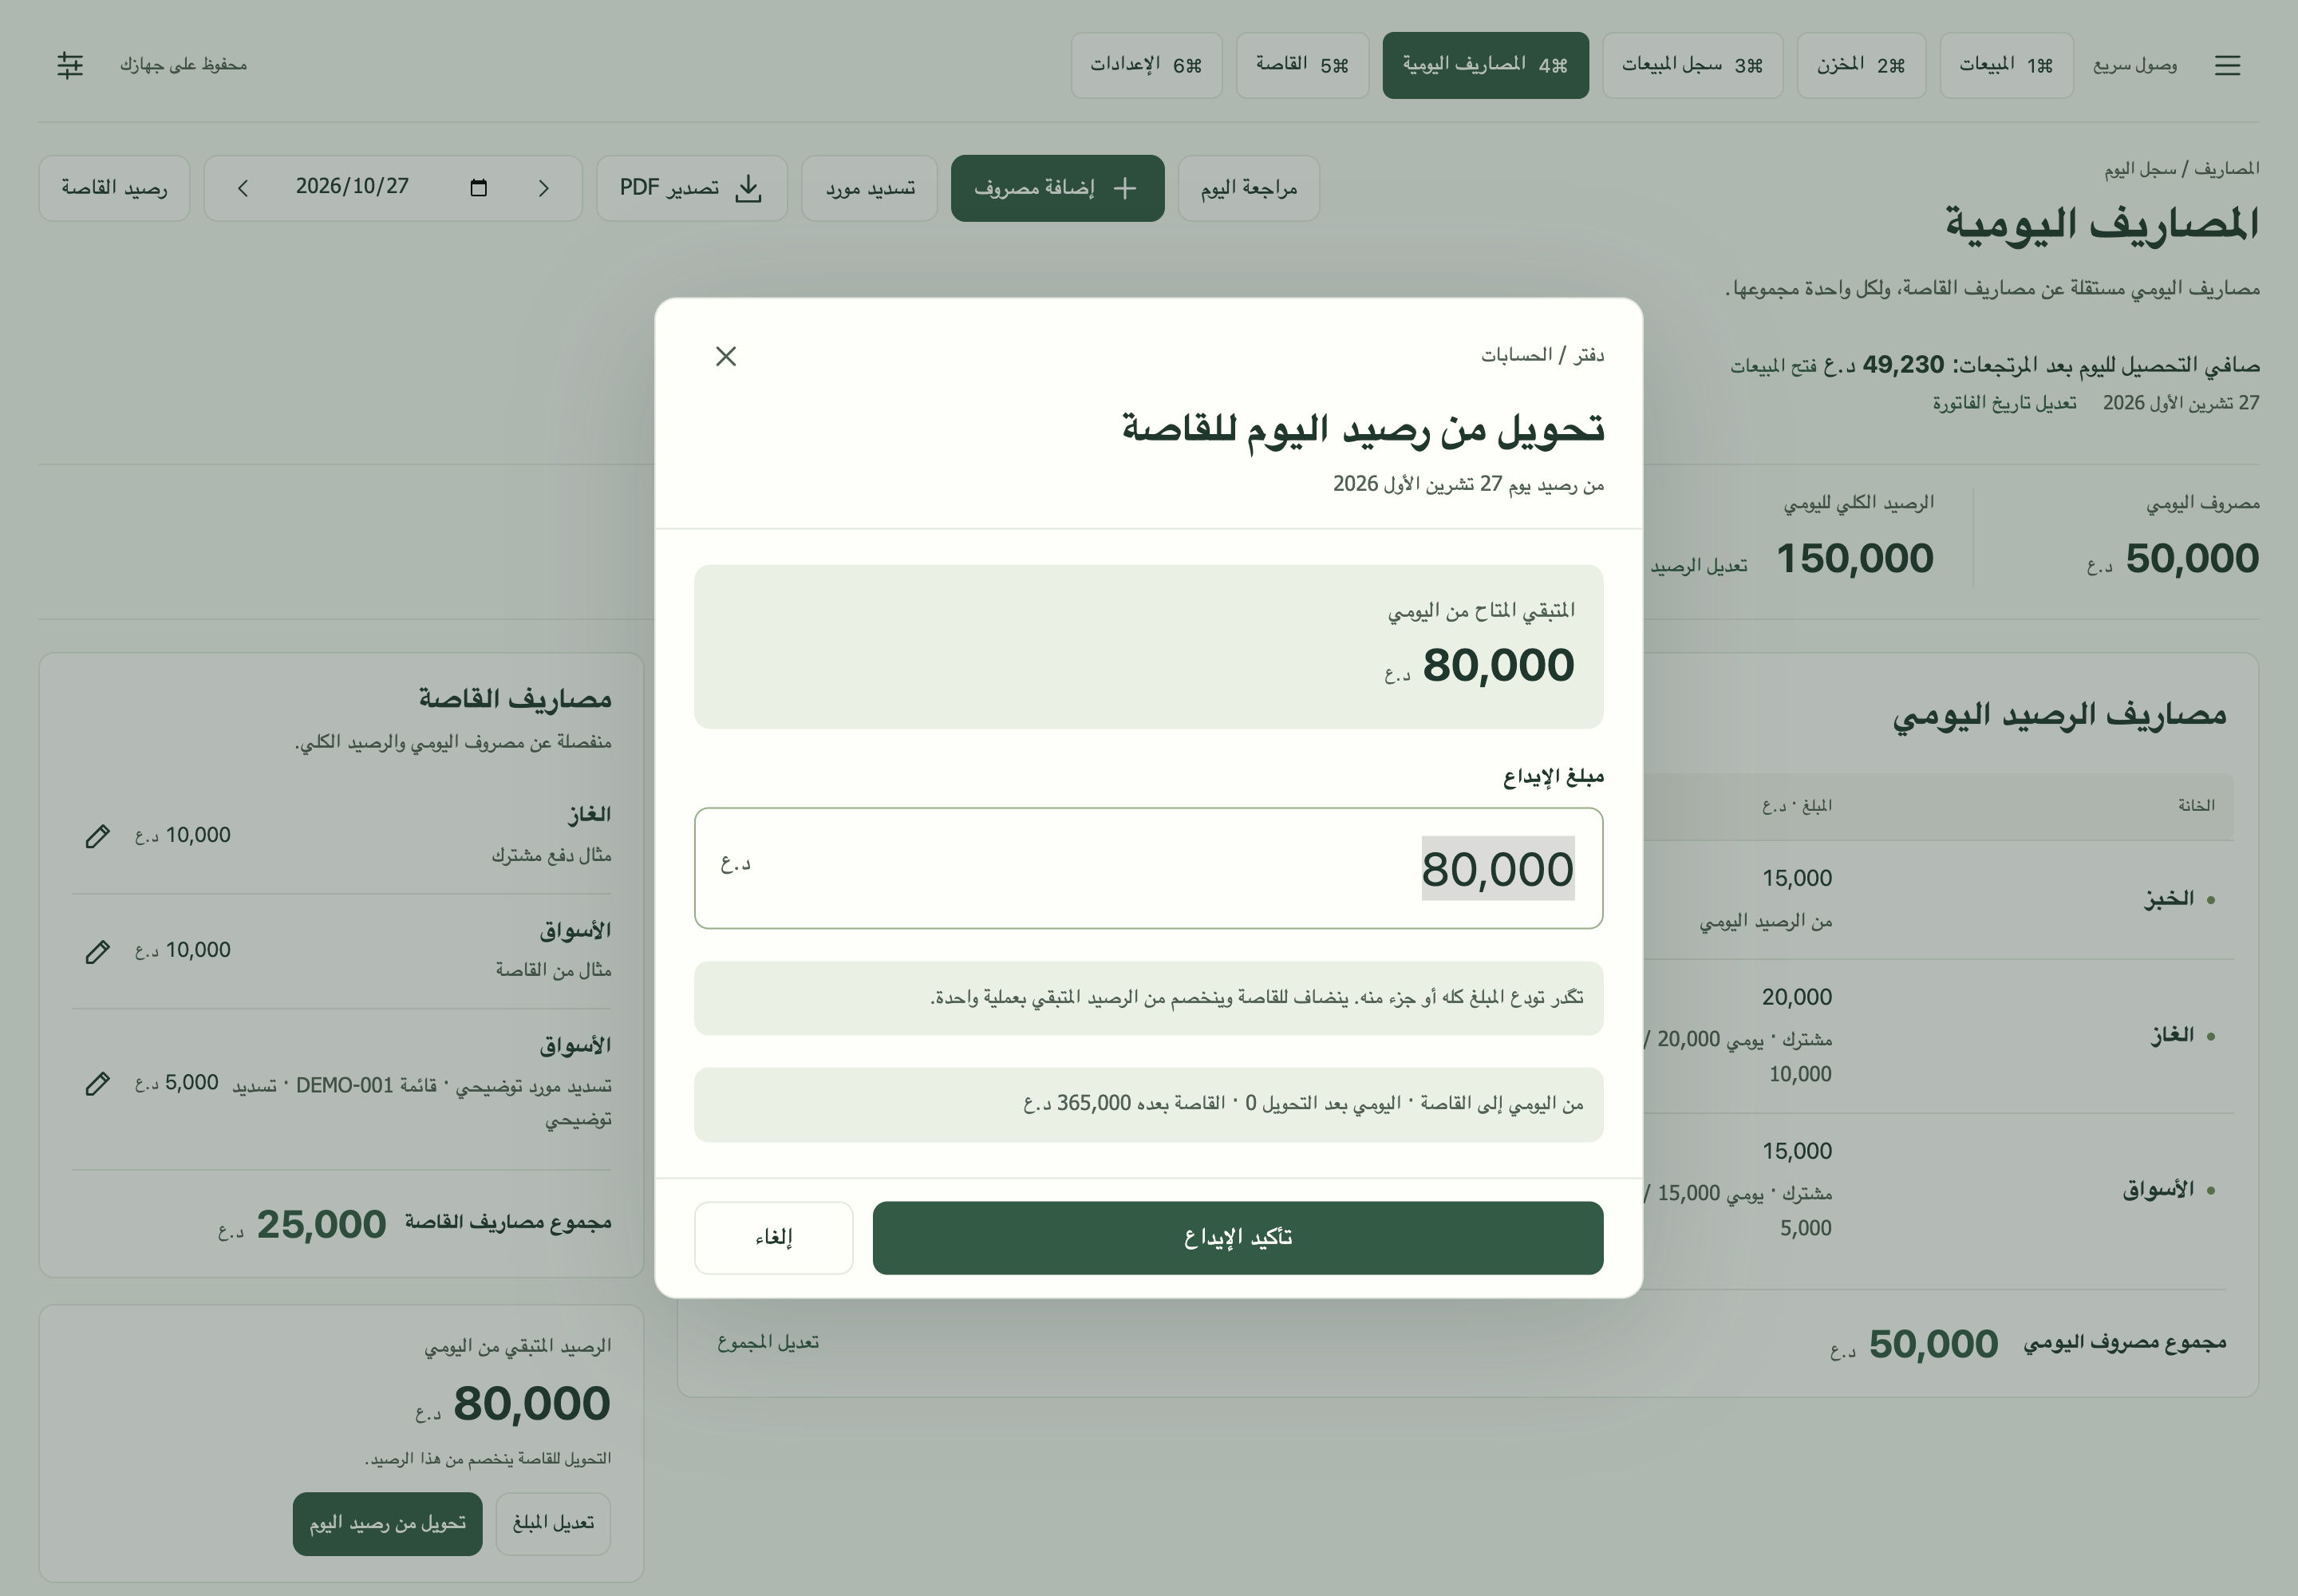 وصول سريع
⌘1 المبيعات
⌘2 المخزن
⌘3 سجل المبيعات
⌘4 المصاريف اليومية
⌘5 القاصة
⌘6 الإعدادات
محفوظ على جهازك
المصاريف / سجل اليوم
المصاريف اليومية
مصاريف اليومي مستقلة عن مصاريف القاصة، ولكل واحدة مجموعها.
مراجعة اليوم
إضافة مصروف
تسديد مورد
تصدير PDF
2026/10/27
رصيد القاصة
صافي التحصيل لليوم بعد المرتجعات: 49,230 د.ع فتح المبيعات
27 تشرين الأول 2026 تعديل تاريخ الفاتورة
مصروف اليومي
50,000 د.ع
الرصيد الكلي لليومي
150,000 تعديل الرصيد
دفتر / الحسابات
تحويل من رصيد اليوم للقاصة
من رصيد يوم 27 تشرين الأول 2026
المتبقي المتاح من اليومي
80,000 د.ع
مبلغ الإيداع
80,000 د.ع
تگدر تودع المبلغ كله أو جزء منه. ينضاف للقاصة وينخصم من الرصيد المتبقي بعملية واحدة.
من اليومي إلى القاصة · اليومي بعد التحويل 0 · القاصة بعده 365,000 د.ع
تأكيد الإيداع
إلغاء
مصاريف الرصيد اليومي
الخانة
المبلغ · د.ع
الخبز
15,000
من الرصيد اليومي
الغاز
20,000
مشترك · يومي 20,000 /
10,000
الأسواق
15,000
مشترك · يومي 15,000 /
5,000
مجموع مصروف اليومي 50,000 د.ع
تعديل المجموع
مصاريف القاصة
منفصلة عن مصروف اليومي والرصيد الكلي.
الغاز
مثال دفع مشترك
10,000 د.ع
الأسواق
مثال من القاصة
10,000 د.ع
الأسواق
تسديد مورد توضيحي · قائمة DEMO-001 · تسديد
توضيحي
5,000 د.ع
مجموع مصاريف القاصة 25,000 د.ع
الرصيد المتبقي من اليومي
80,000 د.ع
التحويل للقاصة ينخصم من هذا الرصيد.
تعديل المبلغ
تحويل من رصيد اليوم